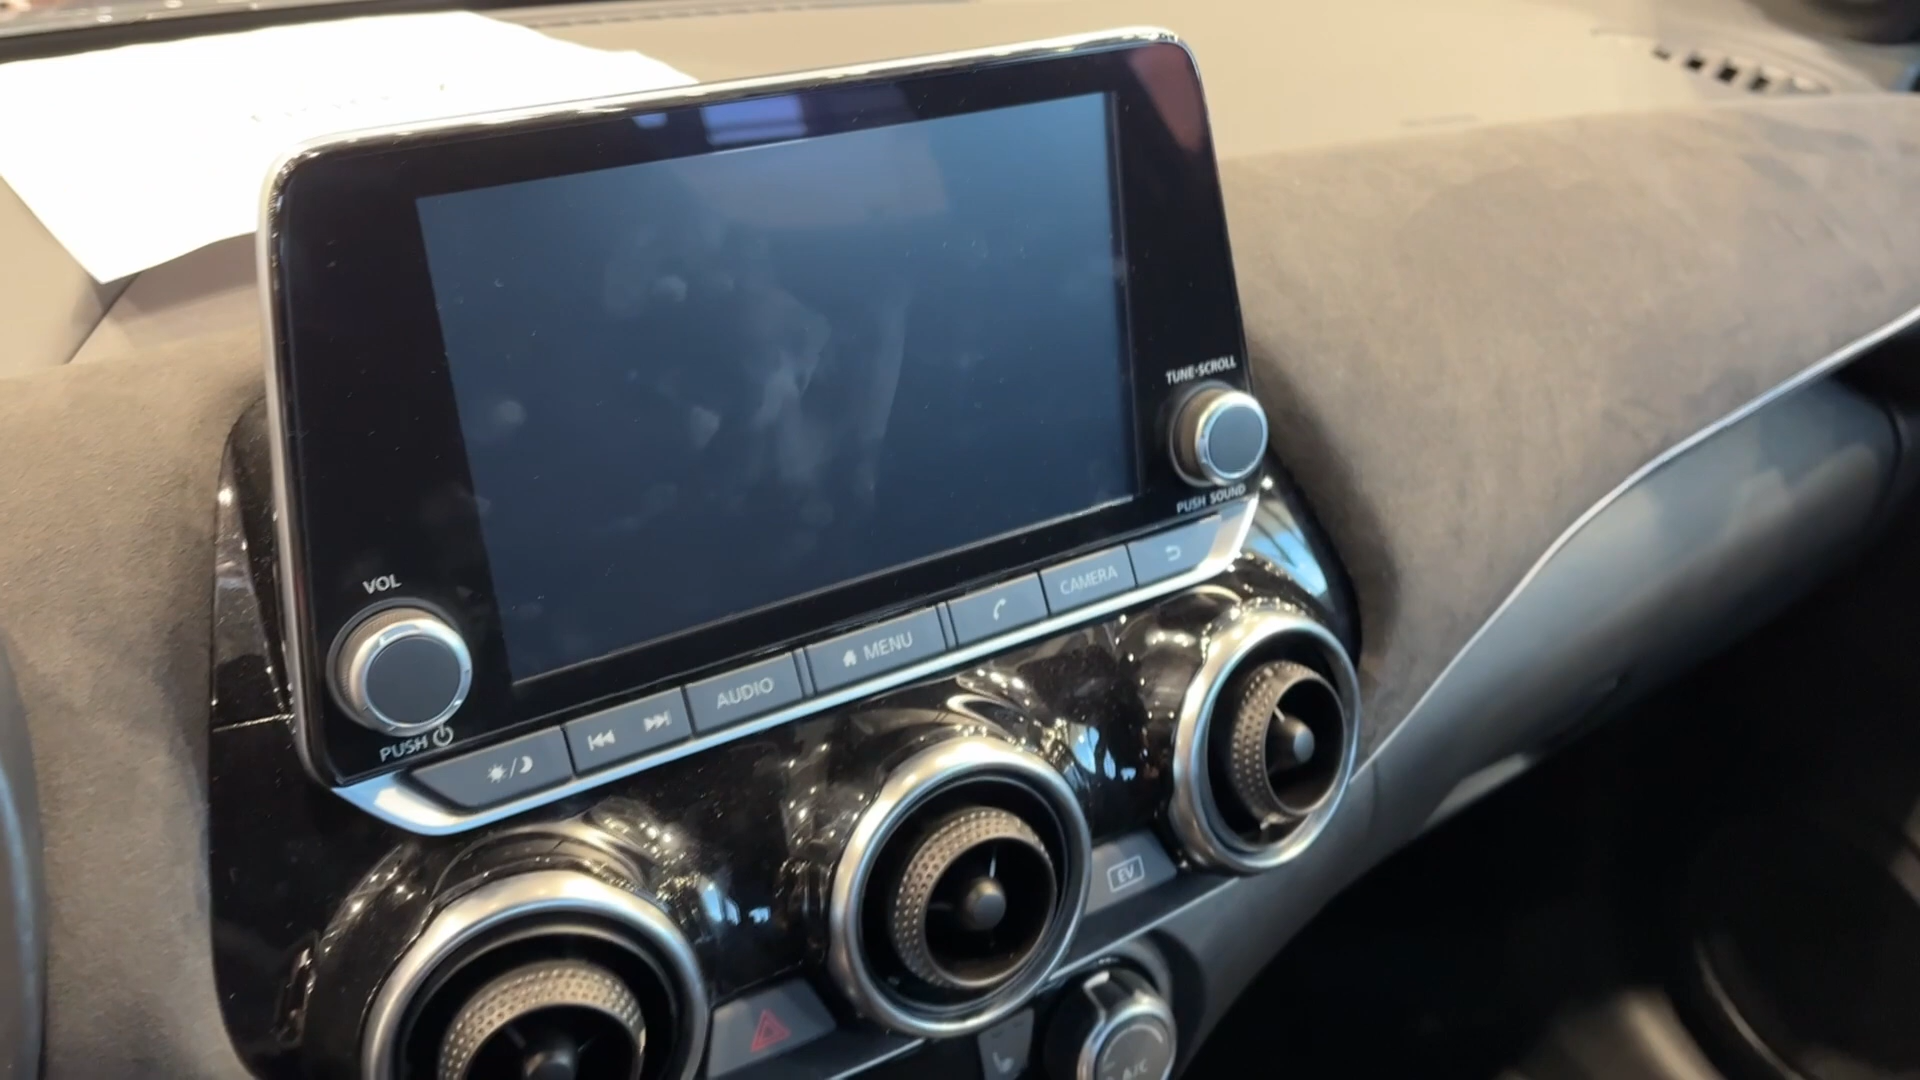 TUNE·SCROLL
PUSH SOUND
VOL
PUSH
AUDIO
MENU
CAMERA
EV
A/C